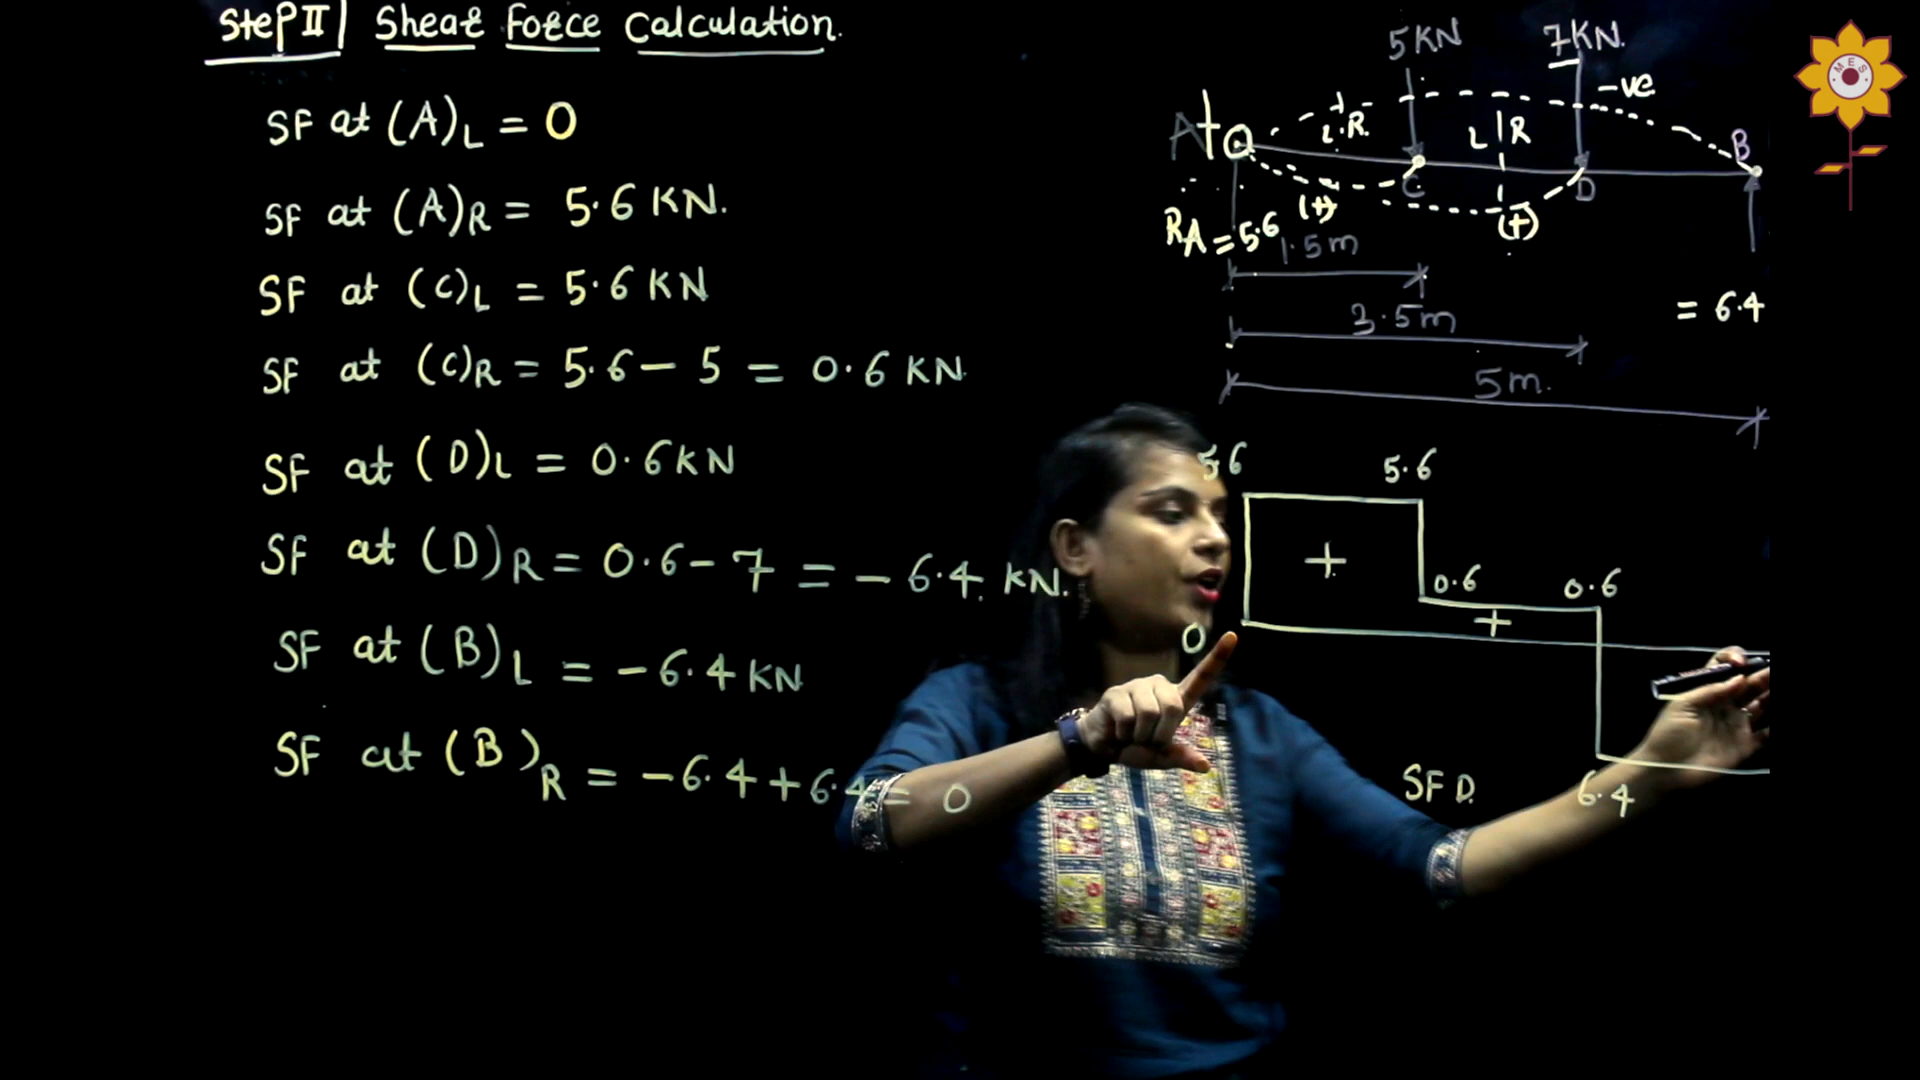 Step II Shear Force Calculation.
SF at (A)L = 0
SF at (A)R = 5.6 KN.
SF at (C)L = 5.6 KN
SF at (C)R = 5.6 - 5 = 0.6 KN.
SF at (D)L = 0.6 KN
SF at (D)R = 0.6 - 7 = - 6.4 KN.
SF at (B)L = - 6.4 KN
SF at (B)R = - 6.4 + 6.4 = 0
5KN 7KN.
-ve
L R L R
A B
C D
(+) (+)
RA = 5.6
1.5m
= 6.4
3.5m
5m.
5.6 5.6
+
0.6 0.6
+
0
SFD.
6.4
MES